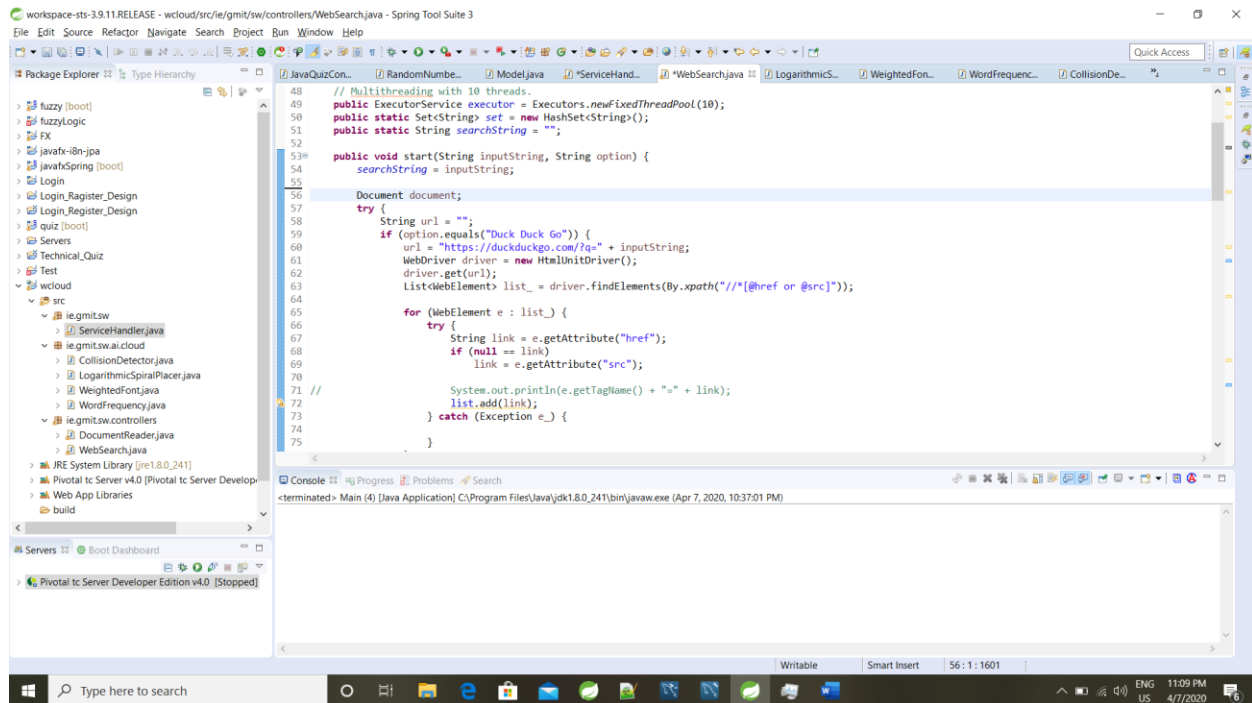 workspace-sts-3.9.11.RELEASE - wcloud/src/ie/gmit/sw/controllers/WebSearch.java - Spring Tool Suite 3
File Edit Source Refactor Navigate Search Project Run Window Help
Quick Access
Package Explorer Type Hierarchy
fuzzy [boot]
fuzzyLogic
FX
javafx-i8n-jpa
javafxSpring [boot]
Login
Login_Ragister_Design
Login_Register_Design
quiz [boot]
Servers
Technical_Quiz
Test
wcloud
src
ie.gmit.sw
ServiceHandler.java
ie.gmit.sw.ai.cloud
CollisionDetector.java
LogarithmicSpiralPlacer.java
WeightedFont.java
WordFrequency.java
ie.gmit.sw.controllers
DocumentReader.java
WebSearch.java
JRE System Library [jre1.8.0_241]
Pivotal tc Server v4.0 [Pivotal tc Server Develop
Web App Libraries
build
Servers Boot Dashboard
Pivotal tc Server Developer Edition v4.0 [Stopped]
JavaQuizCon... RandomNumbe... Model.java *ServiceHand... *WebSearch.java LogarithmicS... WeightedFon... WordFrequenc... CollisionDe... »4
48 // Multithreading with 10 threads.
49 public ExecutorService executor = Executors.newFixedThreadPool(10);
50 public static Set<String> set = new HashSet<String>();
51 public static String searchString = "";
52
53 public void start(String inputString, String option) {
54 searchString = inputString;
55
56 Document document;
57 try {
58 String url = "";
59 if (option.equals("Duck Duck Go")) {
60 url = "https://duckduckgo.com/?q=" + inputString;
61 WebDriver driver = new HtmlUnitDriver();
62 driver.get(url);
63 List<WebElement> list_ = driver.findElements(By.xpath("//*[@href or @src]"));
64
65 for (WebElement e : list_) {
66 try {
67 String link = e.getAttribute("href");
68 if (null == link)
69 link = e.getAttribute("src");
70
71 // System.out.println(e.getTagName() + "=" + link);
72 list.add(link);
73 } catch (Exception e_) {
74
75 }
Console Progress Problems Search
<terminated> Main (4) [Java Application] C:\Program Files\Java\jdk1.8.0_241\bin\javaw.exe (Apr 7, 2020, 10:37:01 PM)
Writable Smart Insert 56 : 1 : 1601
Type here to search
ENG 11:09 PM
US 4/7/2020
6